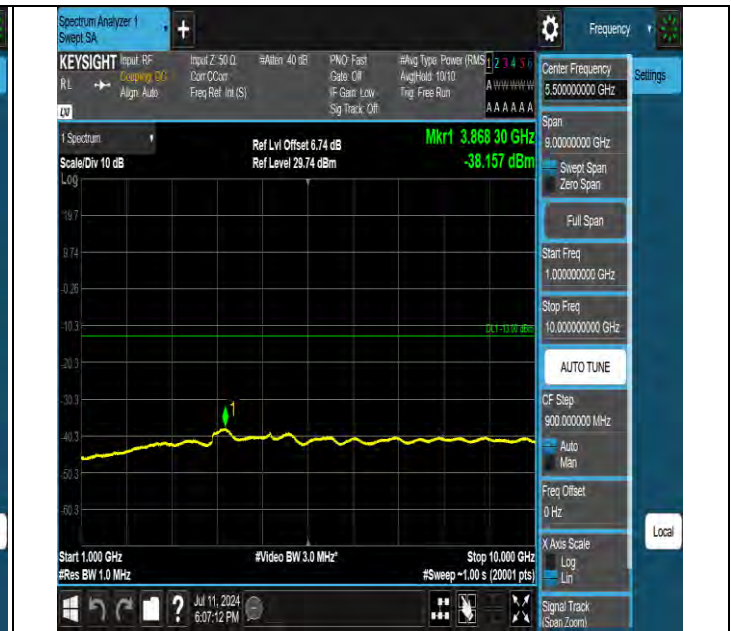 Spectrum Analyzer 1
Swept SA
+
Frequency
KEYSIGHT
Input: RF
Coupling: DC
Align: Auto
Input Z: 50 Ω
Corr CCorr
Freq Ref: Int (S)
#Atten: 40 dB
PNO: Fast
Gate: Off
IF Gain: Low
Sig Track: Off
#Avg Type: Power (RMS
Avg|Hold: 10/10
Trig: Free Run
1 2 3 4 5 6
A W W W W W
A A A A A A
RL
LXI
Center Frequency
5.500000000 GHz
Settings
Span
9.00000000 GHz
Swept Span
Zero Span
Full Span
Start Freq
1.000000000 GHz
Stop Freq
10.000000000 GHz
AUTO TUNE
CF Step
900.000000 MHz
Auto
Man
Freq Offset
0 Hz
X Axis Scale
Log
Lin
Local
Signal Track
(Span Zoom)
1 Spectrum
Scale/Div 10 dB
Ref Lvl Offset 6.74 dB
Ref Level 29.74 dBm
Mkr1 3.868 30 GHz
-38.157 dBm
Log
19.7
9.74
-0.26
-10.3
-20.3
-30.3
-40.3
-50.3
-60.3
1
Start 1.000 GHz
#Res BW 1.0 MHz
#Video BW 3.0 MHz*
Stop 10.000 GHz
#Sweep ~1.00 s (20001 pts)
?
Jul 11, 2024
6:07:12 PM